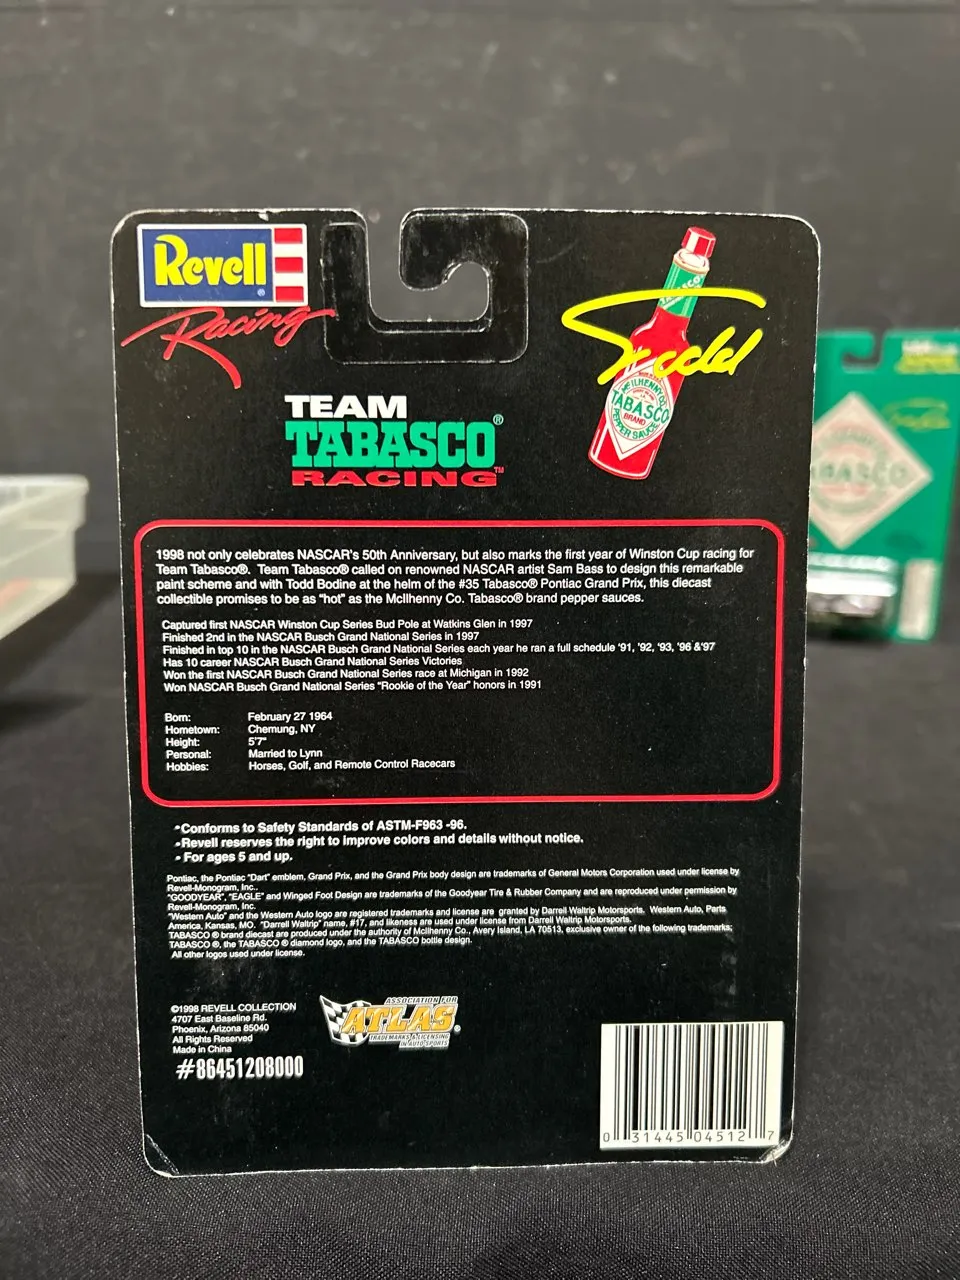 Revell
Racing
Todd
TABASCO
McILHENNY CO.
TABASCO
BRAND
PEPPER SAUCE
TEAM
TABASCO®
RACING™
1998 not only celebrates NASCAR's 50th Anniversary, but also marks the first year of Winston Cup racing for
Team Tabasco®. Team Tabasco® called on renowned NASCAR artist Sam Bass to design this remarkable
paint scheme and with Todd Bodine at the helm of the #35 Tabasco® Pontiac Grand Prix, this diecast
collectible promises to be as "hot" as the McIlhenny Co. Tabasco® brand pepper sauces.
Captured first NASCAR Winston Cup Series Bud Pole at Watkins Glen in 1997
Finished 2nd in the NASCAR Busch Grand National Series in 1997
Finished in top 10 in the NASCAR Busch Grand National Series each year he ran a full schedule '91, '92, '93, '96 &'97
Has 10 career NASCAR Busch Grand National Series Victories
Won the first NASCAR Busch Grand National Series race at Michigan in 1992
Won NASCAR Busch Grand National Series "Rookie of the Year" honors in 1991
Born: February 27 1964
Hometown: Chemung, NY
Height: 5'7"
Personal: Married to Lynn
Hobbies: Horses, Golf, and Remote Control Racecars
•Conforms to Safety Standards of ASTM-F963 -96.
•Revell reserves the right to improve colors and details without notice.
• For ages 5 and up.
Pontiac, the Pontiac "Dart" emblem, Grand Prix, and the Grand Prix body design are trademarks of General Motors Corporation used under license by
Revell-Monogram, Inc..
"GOODYEAR", "EAGLE" and Winged Foot Design are trademarks of the Goodyear Tire & Rubber Company and are reproduced under permission by
Revell-Monogram, Inc.
"Western Auto" and the Western Auto logo are registered trademarks and license are granted by Darrell Waltrip Motorsports, Western Auto, Parts
America, Kansas, MO. "Darrell Waltrip" name, #17, and likeness are used under license from Darrell Waltrip Motorsports.
TABASCO ® brand diecast are produced under the authority of McIlhenny Co., Avery Island, LA 70513, exclusive owner of the following trademarks;
TABASCO ®, the TABASCO ® diamond logo, and the TABASCO bottle design.
All other logos used under license.
©1998 REVELL COLLECTION
4707 East Baseline Rd.
Phoenix, Arizona 85040
All Rights Reserved
Made in China
#86451208000
ASSOCIATION FOR
ATLAS®
TRADEMARKS & LICENSING
IN AUTO SPORTS
0 31445 04512 7
TABASCO